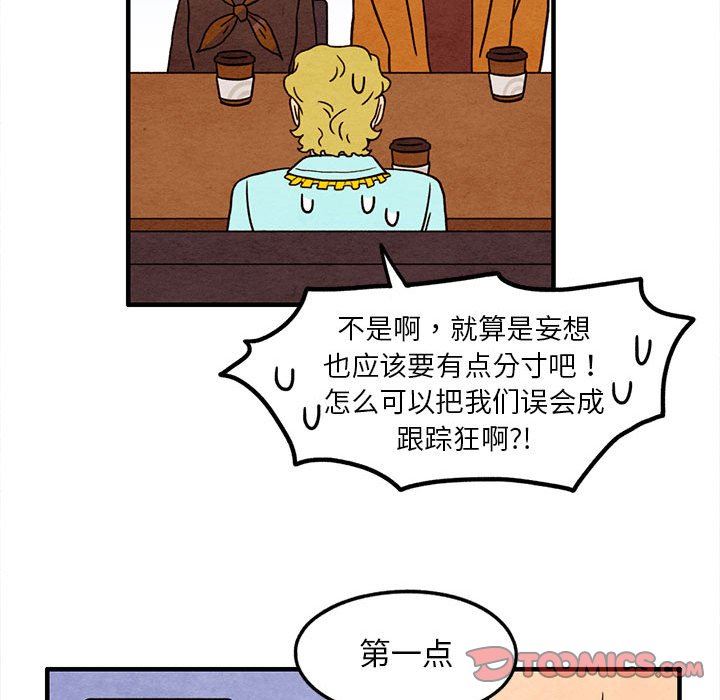 不是啊，就算是妄想
也应该要有点分寸吧！
怎么可以把我们误会成
跟踪狂啊?!
第一点
TOOMICS.COM